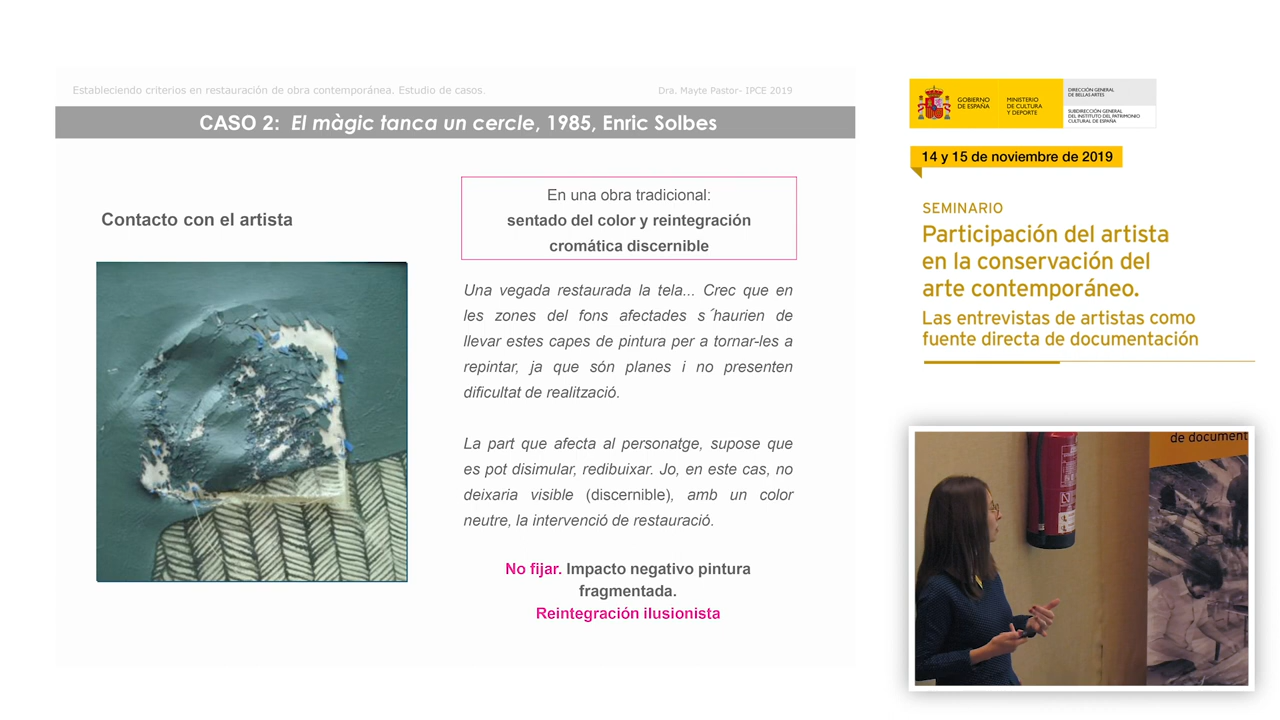 Estableciendo criterios en restauración de obra contemporánea. Estudio de casos.
Dra. Mayte Pastor- IPCE 2019
CASO 2: El màgic tanca un cercle, 1985, Enric Solbes
Contacto con el artista
En una obra tradicional:
sentado del color y reintegración
cromática discernible
Una vegada restaurada la tela... Crec que en
les zones del fons afectades s´haurien de
llevar estes capes de pintura per a tornar-les a
repintar, ja que són planes i no presenten
dificultat de realització.
La part que afecta al personatge, supose que
es pot disimular, redibuixar. Jo, en este cas, no
deixaria visible (discernible), amb un color
neutre, la intervenció de restauració.
No fijar. Impacto negativo pintura
fragmentada.
Reintegración ilusionista
GOBIERNO
DE ESPAÑA
MINISTERIO
DE CULTURA
Y DEPORTE
DIRECCIÓN GENERAL
DE BELLAS ARTES
SUBDIRECCIÓN GENERAL
DEL INSTITUTO DEL PATRIMONIO
CULTURAL DE ESPAÑA
14 y 15 de noviembre de 2019
SEMINARIO
Participación del artista
en la conservación del
arte contemporáneo.
Las entrevistas de artistas como
fuente directa de documentación
de document